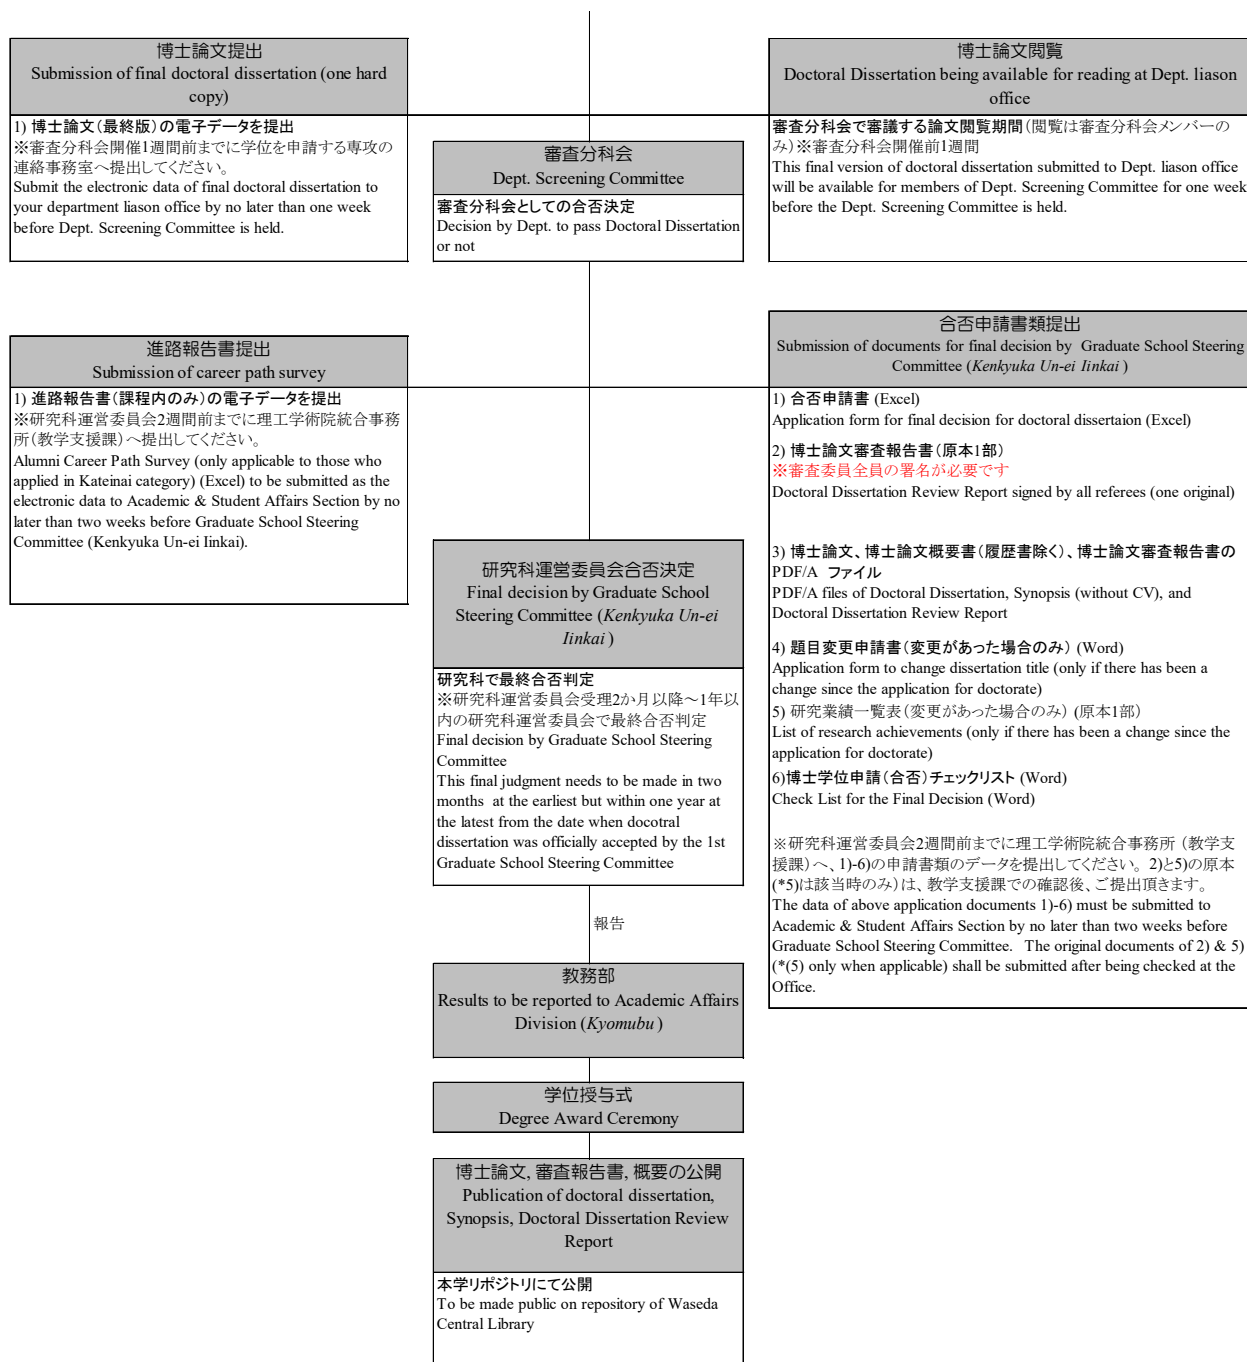 博士論文提出
Submission of final doctoral dissertation (one hard
copy)
1) 博士論文（最終版）の電子データを提出
※審査分科会開催1週間前までに学位を申請する専攻の
連絡事務室へ提出してください。
Submit the electronic data of final doctoral dissertation to
your department liason office by no later than one week
before Dept. Screening Committee is held.
審査分科会
Dept. Screening Committee
審査分科会としての合否決定
Decision by Dept. to pass Doctoral Dissertation
or not
博士論文閲覧
Doctoral Dissertation being available for reading at Dept. liason
office
審査分科会で審議する論文閲覧期間（閲覧は審査分科会メンバーの
み）※審査分科会開催前1週間
This final version of doctoral dissertation submitted to Dept. liason office
will be available for members of Dept. Screening Committee for one week
before the Dept. Screening Committee is held.
進路報告書提出
Submission of career path survey
1) 進路報告書（課程内のみ）の電子データを提出
※研究科運営委員会2週間前までに理工学術院統合事務
所（教学支援課）へ提出してください。
Alumni Career Path Survey (only applicable to those who
applied in Kateinai category) (Excel) to be submitted as the
electronic data to Academic & Student Affairs Section by no
later than two weeks before Graduate School Steering
Committee (Kenkyuka Un-ei Iinkai).
合否申請書類提出
Submission of documents for final decision by Graduate School Steering
Committee (Kenkyuka Un-ei Iinkai )
1) 合否申請書 (Excel)
Application form for final decision for doctoral dissertaion (Excel)
2) 博士論文審査報告書（原本1部）
※審査委員全員の署名が必要です
Doctoral Dissertation Review Report signed by all referees (one original)
3) 博士論文、博士論文概要書（履歴書除く）、博士論文審査報告書の
PDF/A ファイル
PDF/A files of Doctoral Dissertation, Synopsis (without CV), and
Doctoral Dissertation Review Report
4) 題目変更申請書（変更があった場合のみ） (Word)
Application form to change dissertation title (only if there has been a
change since the application for doctorate)
5) 研究業績一覧表（変更があった場合のみ） (原本1部）
List of research achievements (only if there has been a change since the
application for doctorate)
6)博士学位申請（合否）チェックリスト (Word)
Check List for the Final Decision (Word)
※研究科運営委員会2週間前までに理工学術院統合事務所 （教学支
援課）へ、1)-6)の申請書類のデータを提出してください。 2)と5)の原本
(*5)は該当時のみ）は、教学支援課での確認後、ご提出頂きます。
The data of above application documents 1)-6) must be submitted to
Academic & Student Affairs Section by no later than two weeks before
Graduate School Steering Committee. The original documents of 2) & 5)
(*(5) only when applicable) shall be submitted after being checked at the
Office.
研究科運営委員会合否決定
Final decision by Graduate School
Steering Committee (Kenkyuka Un-ei
Iinkai )
研究科で最終合否判定
※研究科運営委員会受理2か月以降～1年以
内の研究科運営委員会で最終合否判定
Final decision by Graduate School Steering
Committee
This final judgment needs to be made in two
months at the earliest but within one year at
the latest from the date when docotral
dissertation was officially accepted by the 1st
Graduate School Steering Committee
報告
教務部
Results to be reported to Academic Affairs
Division (Kyomubu )
学位授与式
Degree Award Ceremony
博士論文, 審査報告書, 概要の公開
Publication of doctoral dissertation,
Synopsis, Doctoral Dissertation Review
Report
本学リポジトリにて公開
To be made public on repository of Waseda
Central Library